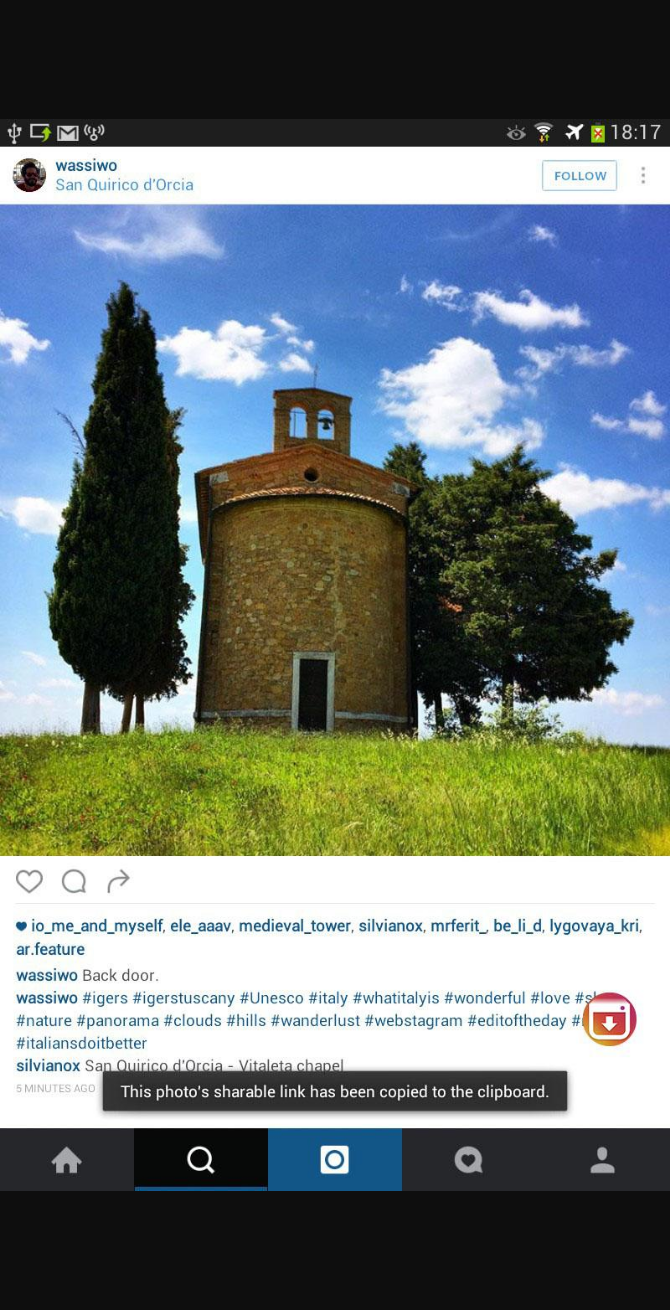 18:17
wassiwo
San Quirico d'Orcia
FOLLOW
io_me_and_myself, ele_aaav, medieval_tower, silvianox, mrferit_, be_li_d, lygovaya_kri,
ar.feature
wassiwo Back door.
wassiwo #igers #igerstuscany #Unesco #italy #whatitalyis #wonderful #love
#nature #panorama #clouds #hills #wanderlust #webstagram #editoftheday
#italiansdoitbetter
silvianox San Quirico d'Orcia - Vitaleta chapel
5 MINUTES AGO
This photo's sharable link has been copied to the clipboard.